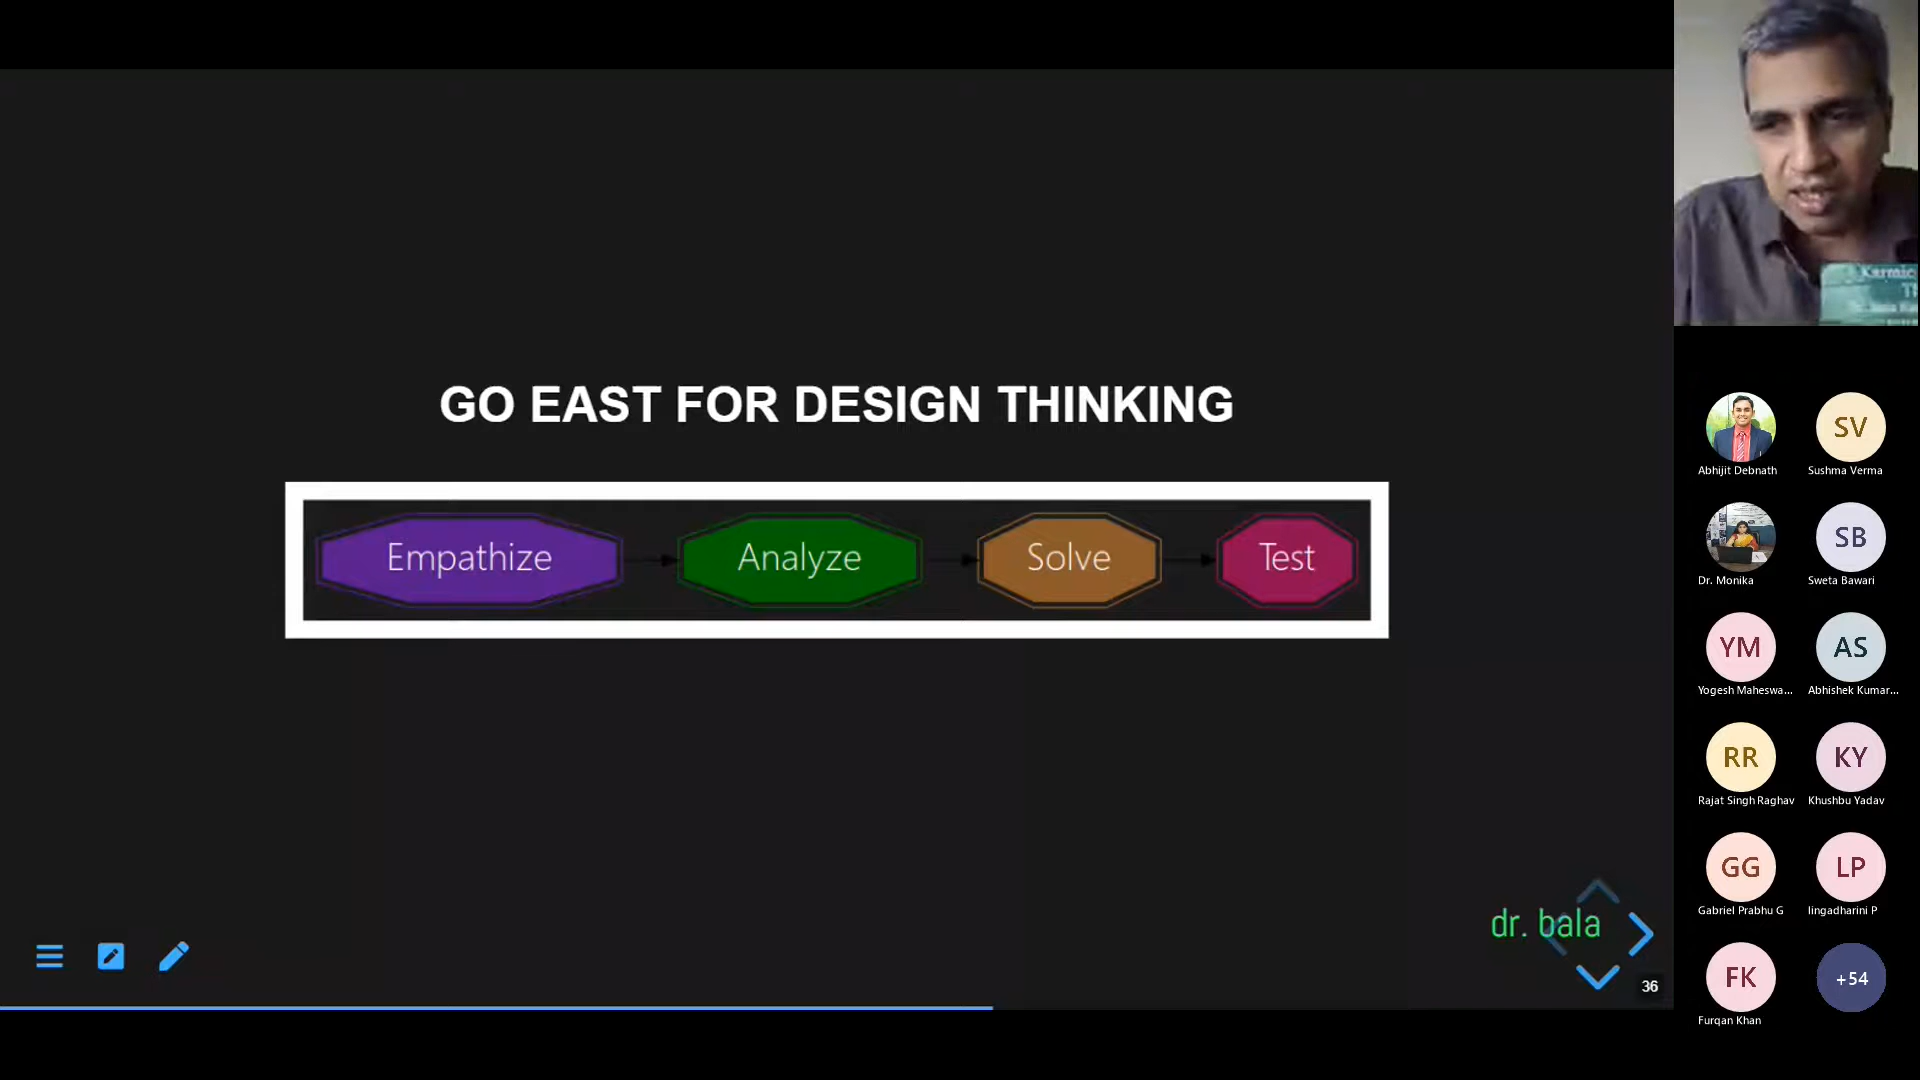 GO EAST FOR DESIGN THINKING
Empathize Analyze Solve Test
dr. bala
36
Karmic
Abhijit Debnath
SV
Sushma Verma
Dr. Monika
SB
Sweta Bawari
YM
Yogesh Maheswa...
AS
Abhishek Kumar...
RR
Rajat Singh Raghav
KY
Khushbu Yadav
GG
Gabriel Prabhu G
LP
lingadharini P
FK
Furqan Khan
+54